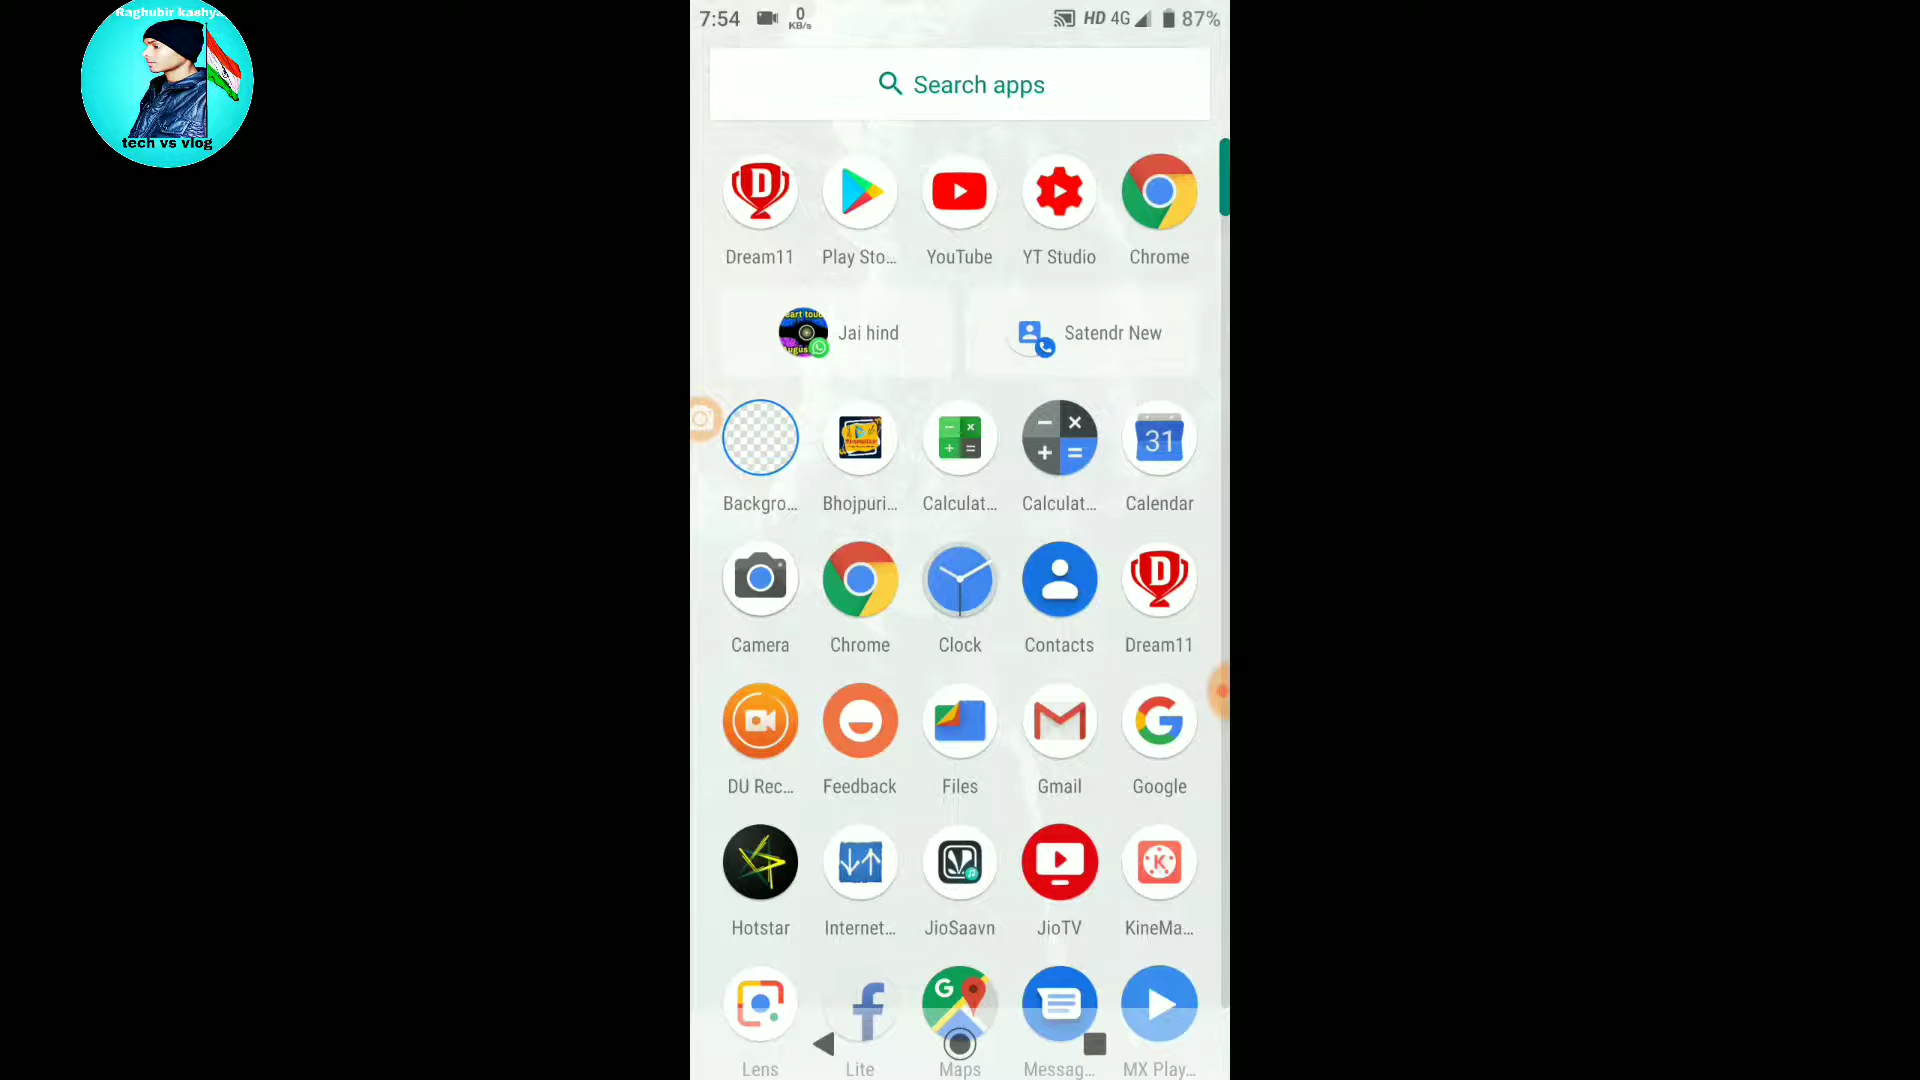 Raghubir kashya
tech vs vlog
7:54 0 KB/s HD 4G 87%
Search apps
Dream11 Play Sto... YouTube YT Studio Chrome
Jai hind Satendr New
Backgro... Bhojpuri... Calculat... Calculat... Calendar
31
Camera Chrome Clock Contacts Dream11
DU Rec... Feedback Files Gmail Google
Hotstar Internet... JioSaavn JioTV KineMa...
Lens Lite Maps Messag... MX Play...